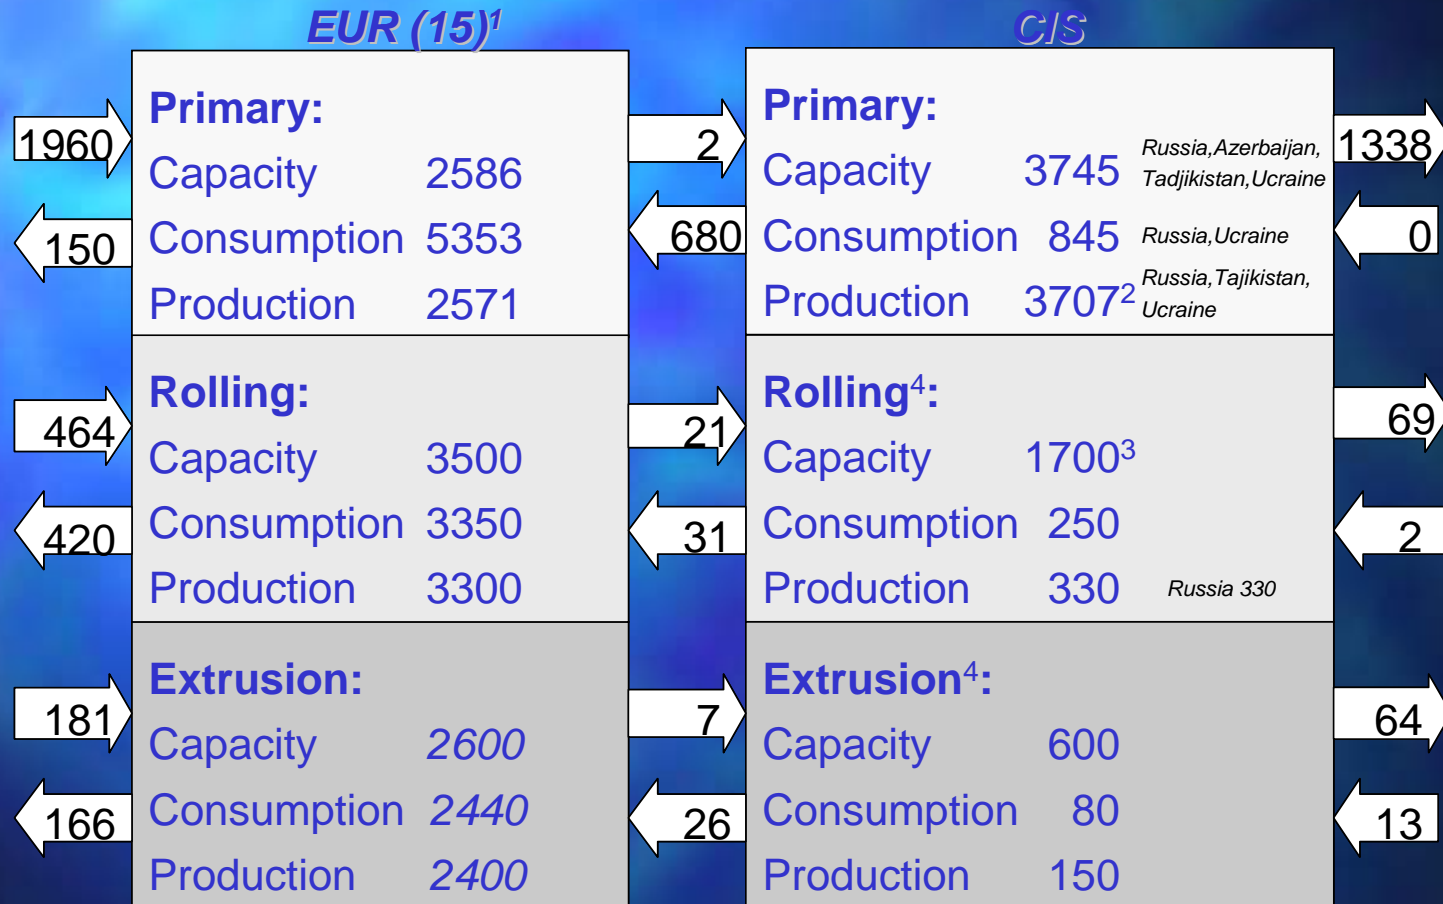 EUR (15)¹
CIS
1960
150
Primary:
Capacity 2586
Consumption 5353
Production 2571
2
680
Primary:
Capacity 3745 Russia,Azerbaijan,
Tadjikistan,Ucraine
Consumption 845 Russia,Ucraine
Production 3707² Russia,Tajikistan,
Ucraine
1338
0
464
420
Rolling:
Capacity 3500
Consumption 3350
Production 3300
21
31
Rolling⁴:
Capacity 1700³
Consumption 250
Production 330 Russia 330
69
2
181
166
Extrusion:
Capacity 2600
Consumption 2440
Production 2400
7
26
Extrusion⁴:
Capacity 600
Consumption 80
Production 150
64
13